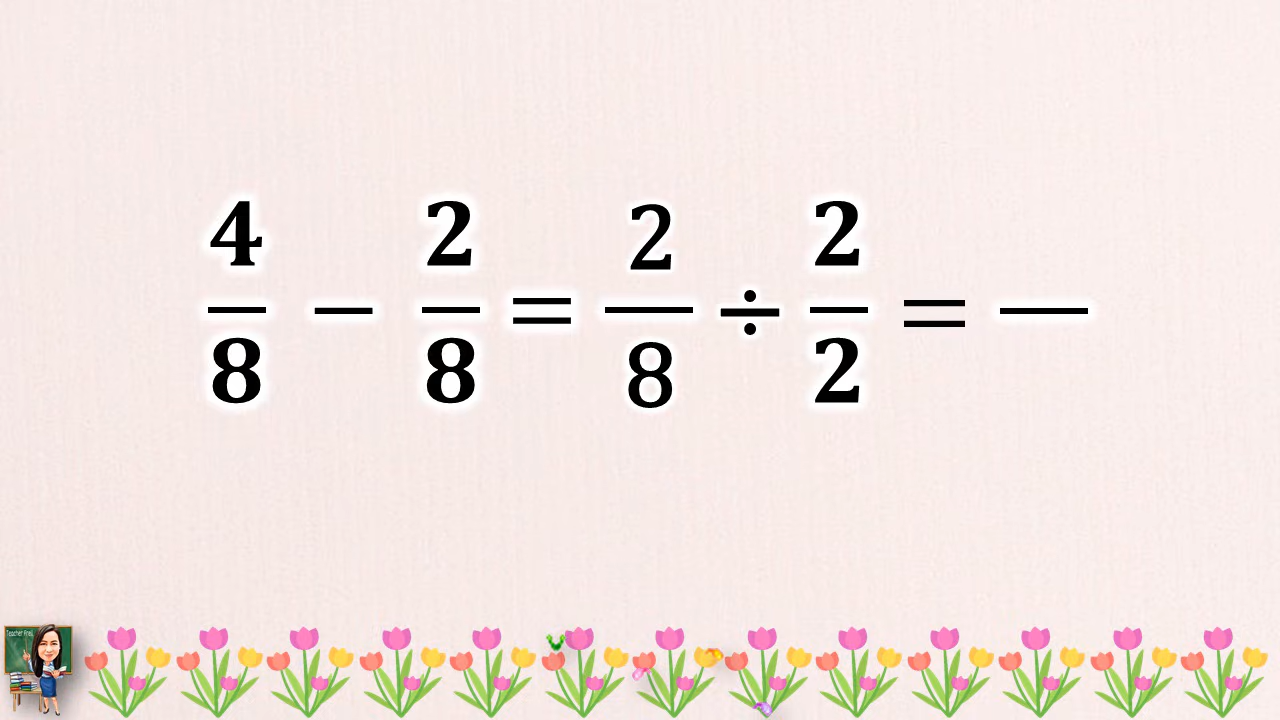 4/8 − 2/8 = 2/8 ÷ 2/2 = —